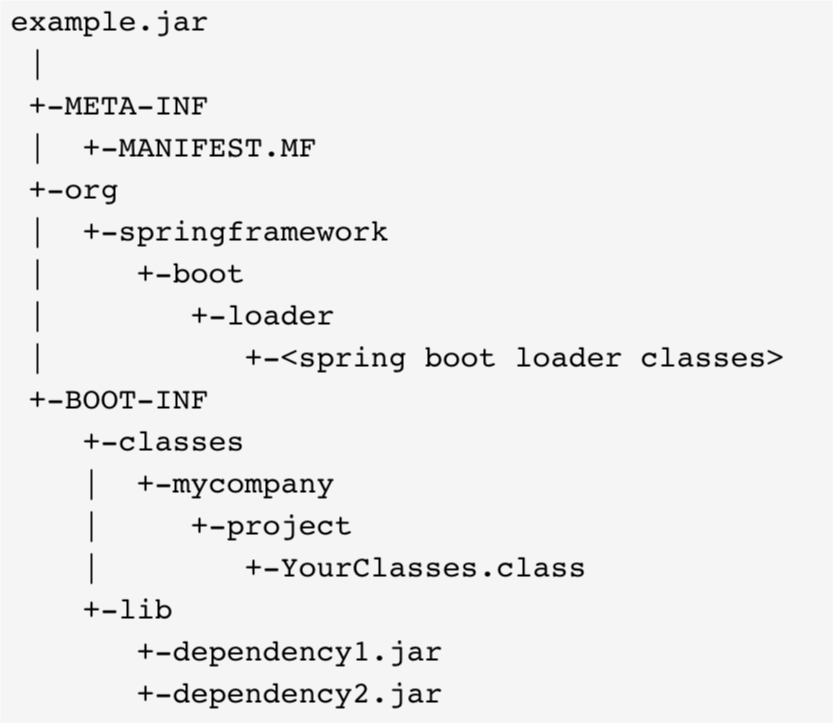 example.jar
 |
 +-META-INF
 |  +-MANIFEST.MF
 +-org
 |  +-springframework
 |     +-boot
 |        +-loader
 |           +-<spring boot loader classes>
 +-BOOT-INF
    +-classes
    |  +-mycompany
    |     +-project
    |        +-YourClasses.class
    +-lib
       +-dependency1.jar
       +-dependency2.jar